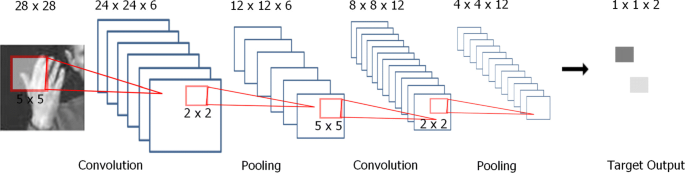 28 x 28 24 x 24 x 6 12 x 12 x 6 8 x 8 x 12 4 x 4 x 12 1 x 1 x 2
5 x 5 2 x 2 5 x 5 2 x 2
Convolution Pooling Convolution Pooling Target Output